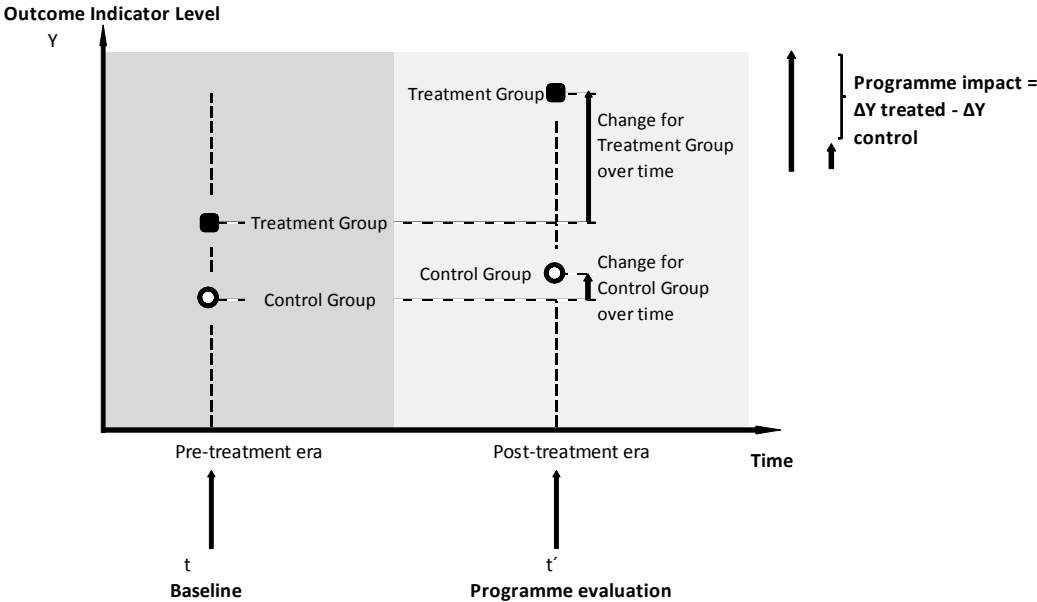 Outcome Indicator Level
Y
Treatment Group
Change for
Treatment Group
over time
Programme impact =
ΔY treated - ΔY
control
Treatment Group
Control Group
Change for
Control Group
over time
Control Group
Pre-treatment era
Post-treatment era
Time
t
t´
Baseline
Programme evaluation